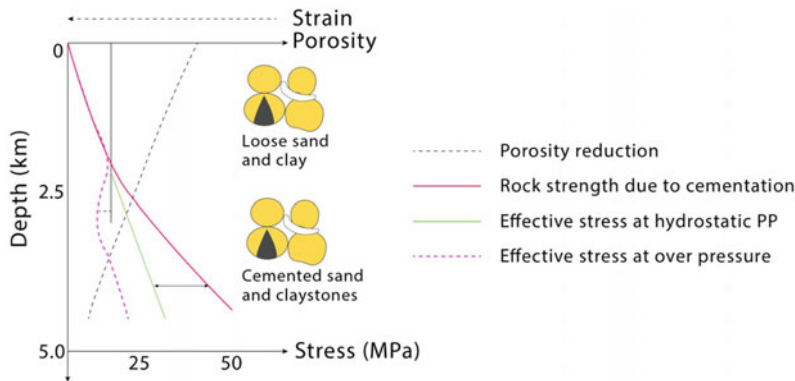 Strain
Porosity
0
Loose sand
and clay
Porosity reduction
Rock strength due to cementation
2.5
Depth (km)
Effective stress at hydrostatic PP
Effective stress at over pressure
Cemented sand
and claystones
5.0
25
50
Stress (MPa)